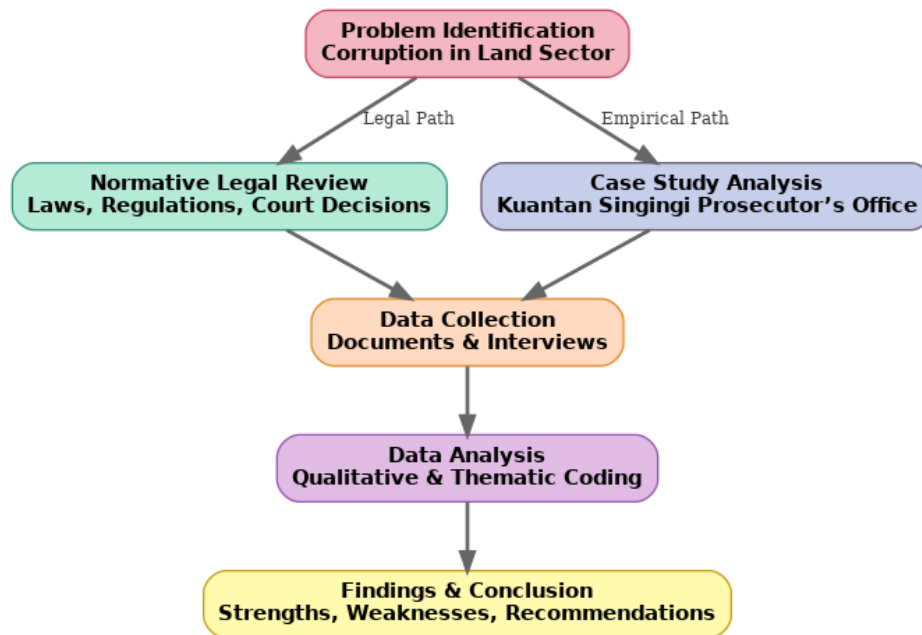 Problem Identification
Corruption in Land Sector
Legal Path
Empirical Path
Normative Legal Review
Laws, Regulations, Court Decisions
Case Study Analysis
Kuantan Singingi Prosecutor’s Office
Data Collection
Documents & Interviews
Data Analysis
Qualitative & Thematic Coding
Findings & Conclusion
Strengths, Weaknesses, Recommendations